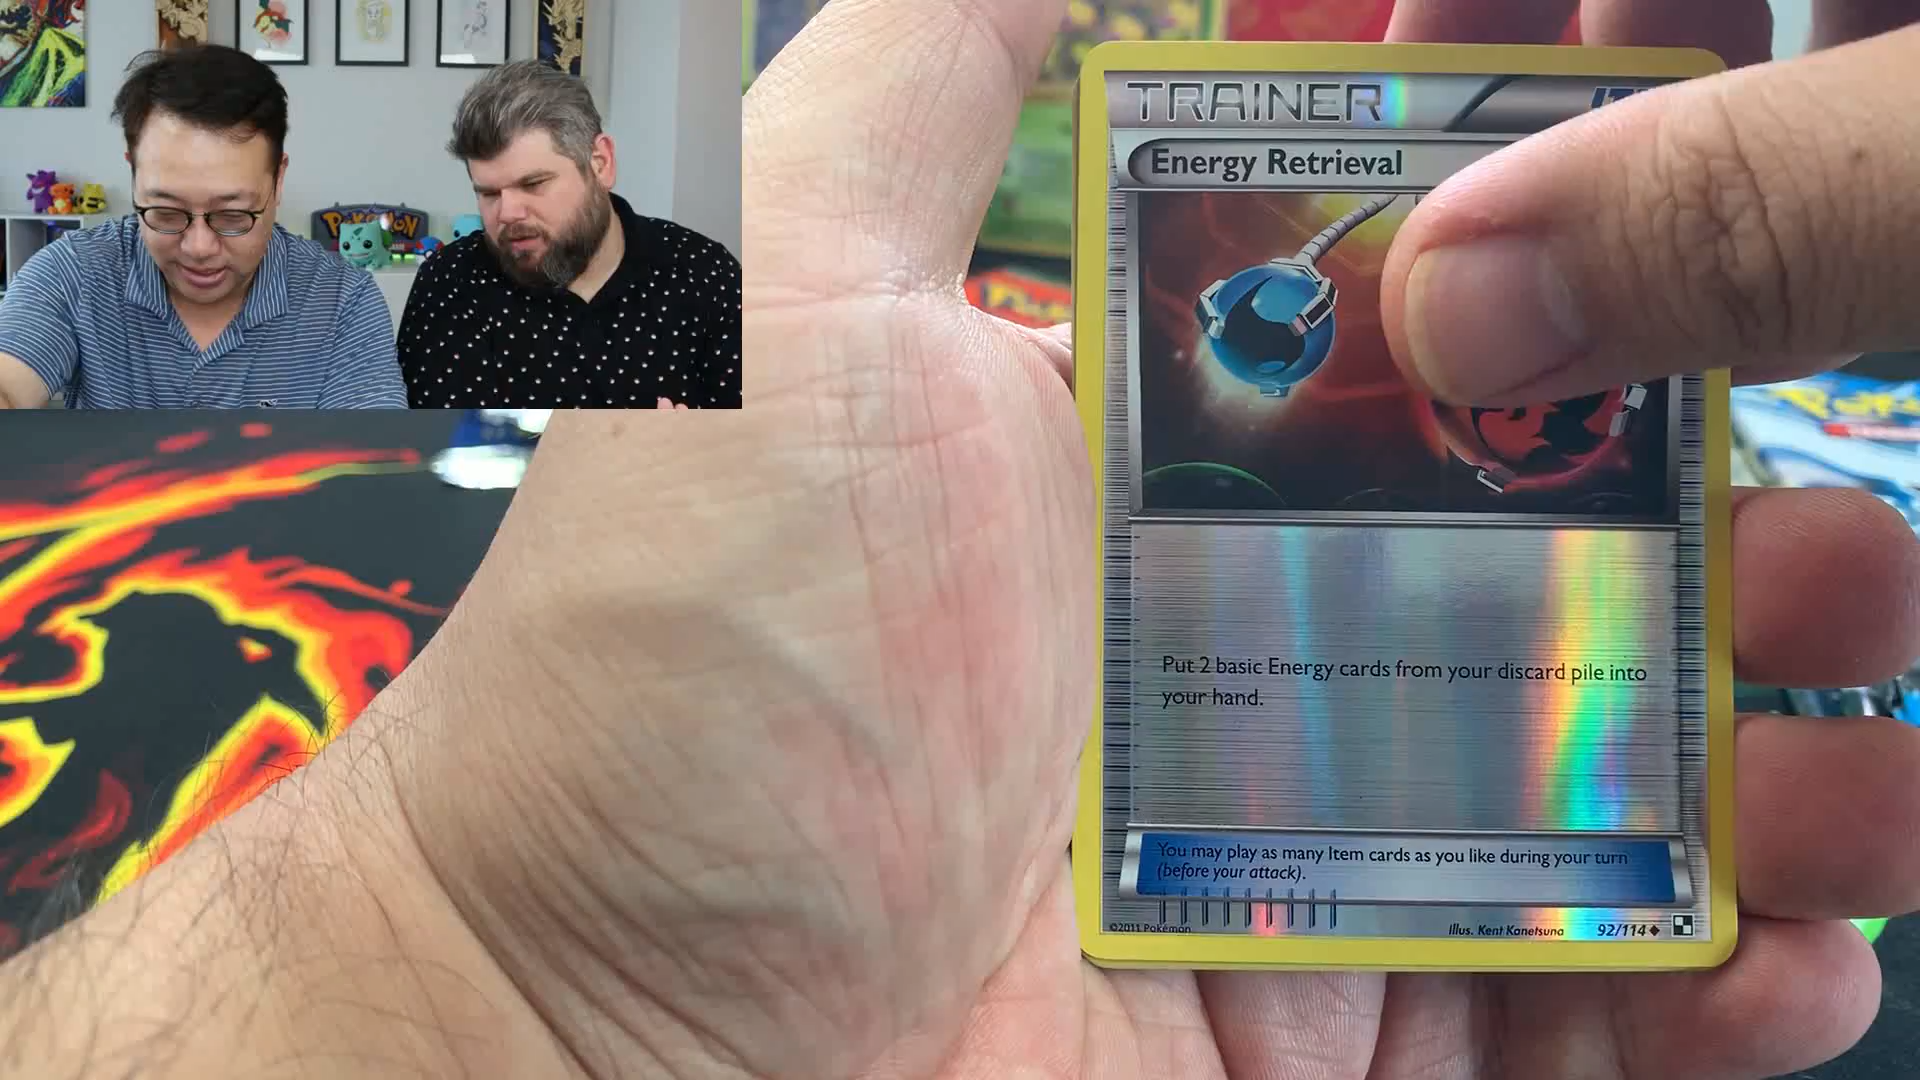 POKéMON
TRAINER
Energy Retrieval
Put 2 basic Energy cards from your discard pile into
your hand.
You may play as many Item cards as you like during your turn
(before your attack).
©2011 Pokémon
Illus. Kent Kanetsuna
92/114